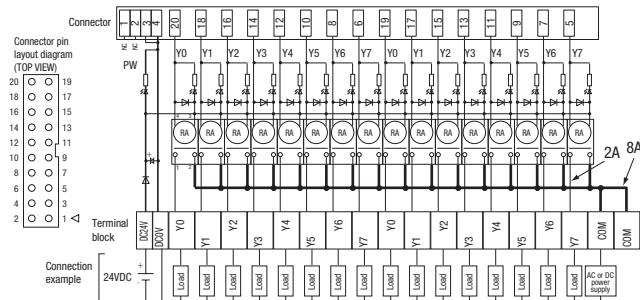 Connector
1 2 3 4 20 18 16 14 12 10 8 6 19 17 15 13 11 9 7 5
NC NC
Connector pin
layout diagram
(TOP VIEW)
PW
Y0 Y1 Y2 Y3 Y4 Y5 Y6 Y7 Y0 Y1 Y2 Y3 Y4 Y5 Y6 Y7
20 19
18 17
16 15
14 13
12 11
10 9
8 7
6 5
4 3
2 1
4 3
RA RA RA RA RA RA RA RA RA RA RA RA RA RA RA RA
1 2
2A 8A
Terminal
block
DC24V DC0V Y0 Y1 Y2 Y3 Y4 Y5 Y6 Y7 Y0 Y1 Y2 Y3 Y4 Y5 Y6 Y7 COM COM
Connection
example
24VDC
+
-
Load Load Load Load Load Load Load Load Load Load Load Load Load Load Load Load
AC or DC
power
supply